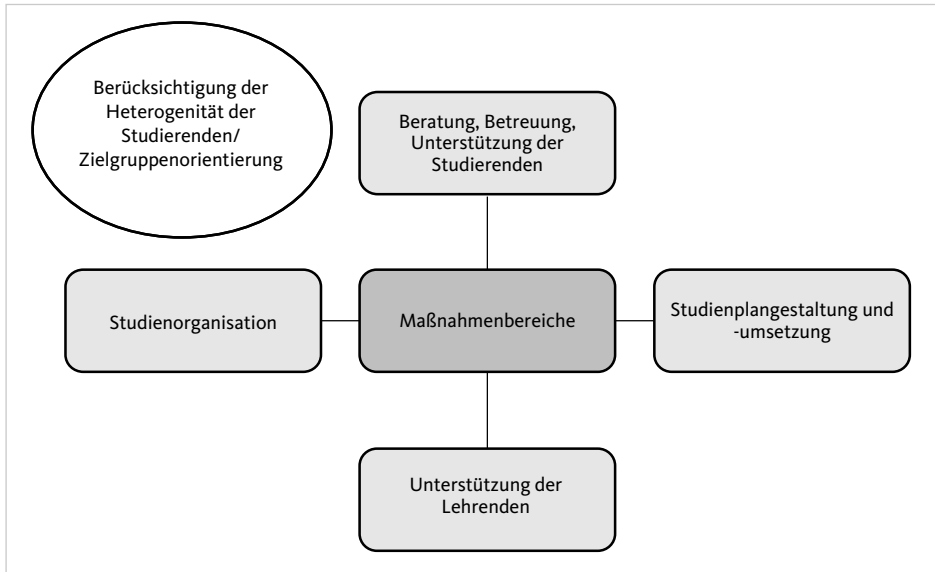 Berücksichtigung der
Heterogenität der
Studierenden/
Zielgruppenorientierung
Beratung, Betreuung,
Unterstützung der
Studierenden
Studienorganisation
Maßnahmenbereiche
Studienplangestaltung und
-umsetzung
Unterstützung der
Lehrenden